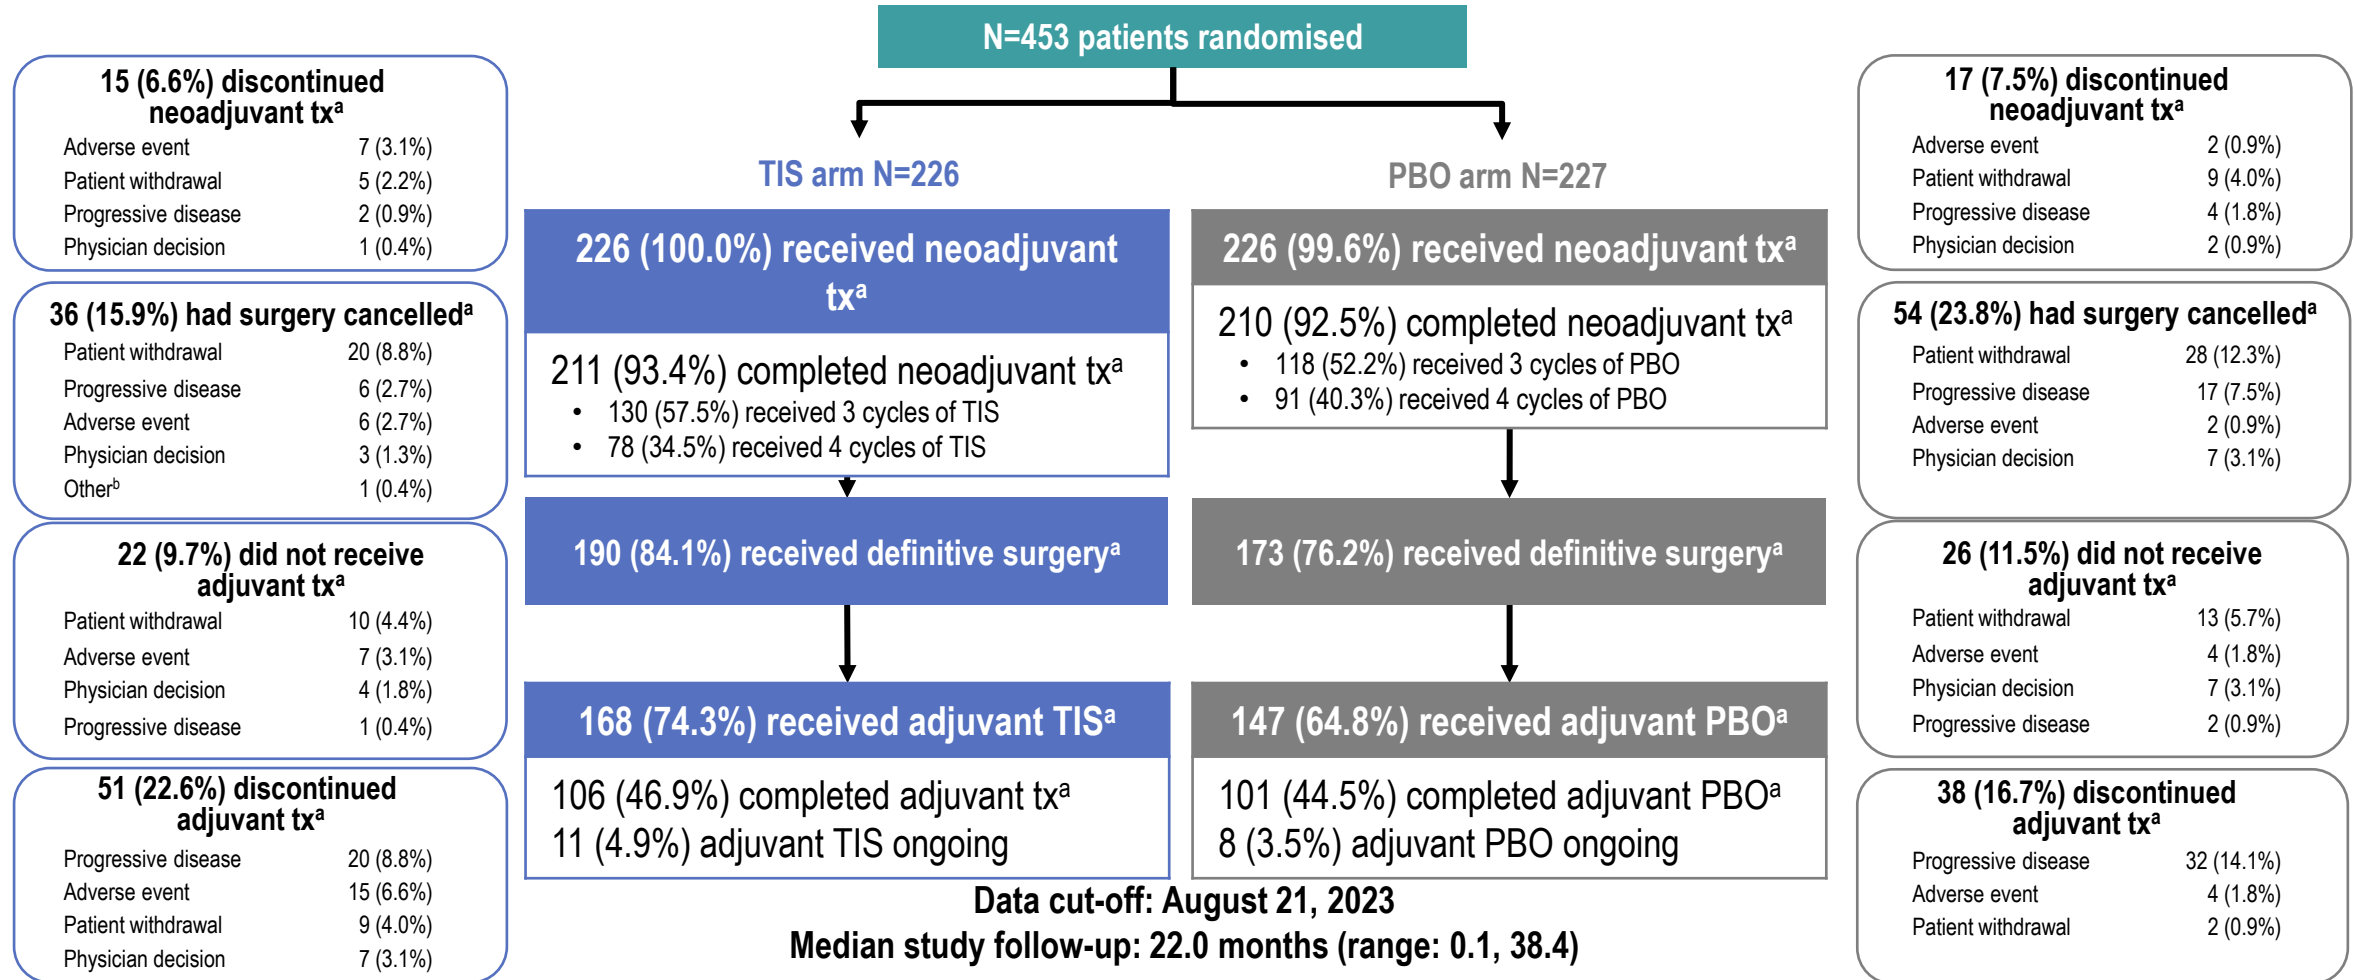 N=453 patients randomised
15 (6.6%) discontinued
neoadjuvant txᵃ
Adverse event 7 (3.1%)
Patient withdrawal 5 (2.2%)
Progressive disease 2 (0.9%)
Physician decision 1 (0.4%)
36 (15.9%) had surgery cancelledᵃ
Patient withdrawal 20 (8.8%)
Progressive disease 6 (2.7%)
Adverse event 6 (2.7%)
Physician decision 3 (1.3%)
Otherᵇ 1 (0.4%)
22 (9.7%) did not receive
adjuvant txᵃ
Patient withdrawal 10 (4.4%)
Adverse event 7 (3.1%)
Physician decision 4 (1.8%)
Progressive disease 1 (0.4%)
51 (22.6%) discontinued
adjuvant txᵃ
Progressive disease 20 (8.8%)
Adverse event 15 (6.6%)
Patient withdrawal 9 (4.0%)
Physician decision 7 (3.1%)
TIS arm N=226
226 (100.0%) received neoadjuvant
txᵃ
211 (93.4%) completed neoadjuvant txᵃ
• 130 (57.5%) received 3 cycles of TIS
• 78 (34.5%) received 4 cycles of TIS
190 (84.1%) received definitive surgeryᵃ
168 (74.3%) received adjuvant TISᵃ
106 (46.9%) completed adjuvant txᵃ
11 (4.9%) adjuvant TIS ongoing
PBO arm N=227
226 (99.6%) received neoadjuvant txᵃ
210 (92.5%) completed neoadjuvant txᵃ
• 118 (52.2%) received 3 cycles of PBO
• 91 (40.3%) received 4 cycles of PBO
173 (76.2%) received definitive surgeryᵃ
147 (64.8%) received adjuvant PBOᵃ
101 (44.5%) completed adjuvant PBOᵃ
8 (3.5%) adjuvant PBO ongoing
17 (7.5%) discontinued
neoadjuvant txᵃ
Adverse event 2 (0.9%)
Patient withdrawal 9 (4.0%)
Progressive disease 4 (1.8%)
Physician decision 2 (0.9%)
54 (23.8%) had surgery cancelledᵃ
Patient withdrawal 28 (12.3%)
Progressive disease 17 (7.5%)
Adverse event 2 (0.9%)
Physician decision 7 (3.1%)
26 (11.5%) did not receive
adjuvant txᵃ
Patient withdrawal 13 (5.7%)
Adverse event 4 (1.8%)
Physician decision 7 (3.1%)
Progressive disease 2 (0.9%)
38 (16.7%) discontinued
adjuvant txᵃ
Progressive disease 32 (14.1%)
Adverse event 4 (1.8%)
Patient withdrawal 2 (0.9%)
Data cut-off: August 21, 2023
Median study follow-up: 22.0 months (range: 0.1, 38.4)